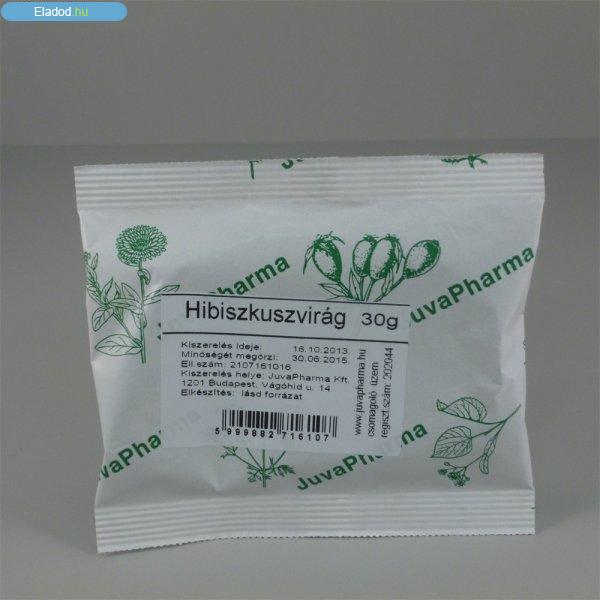 Eladod.hu
JuvaPharma
JuvaPharma
JuvaPharma
Hibiszkuszvirág 30g
Kiszerelés ideje: 16.10.2013.
Minőségét megőrzi: 30.06.2015.
Ell.szám: 2107161016
Kiszerelés helye: JuvaPharma Kft.
1201 Budapest, Vágóhíd u. 14
Elkészítés: lásd forrázat
5 999882 716107
www.juvapharma.hu
csomagoló üzem
regiszt.szám: 202044
JuvaPharma
JuvaPharma